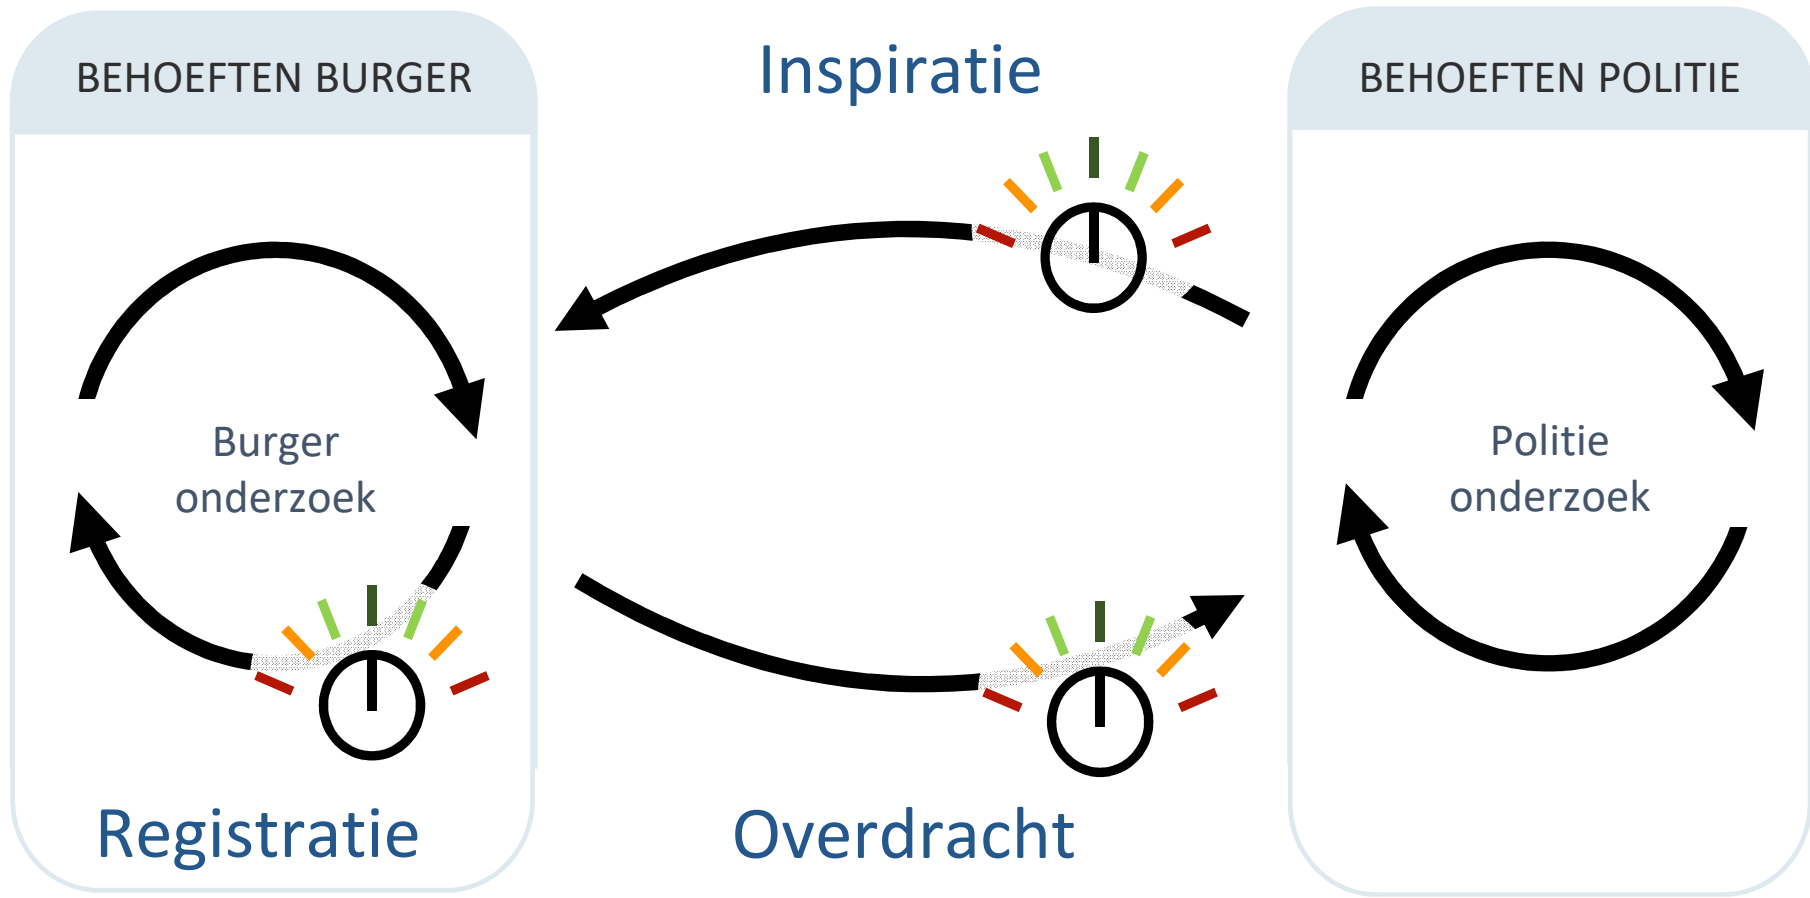 BEHOEFTEN BURGER
Inspiratie
BEHOEFTEN POLITIE
Burger
onderzoek
Politie
onderzoek
Registratie
Overdracht